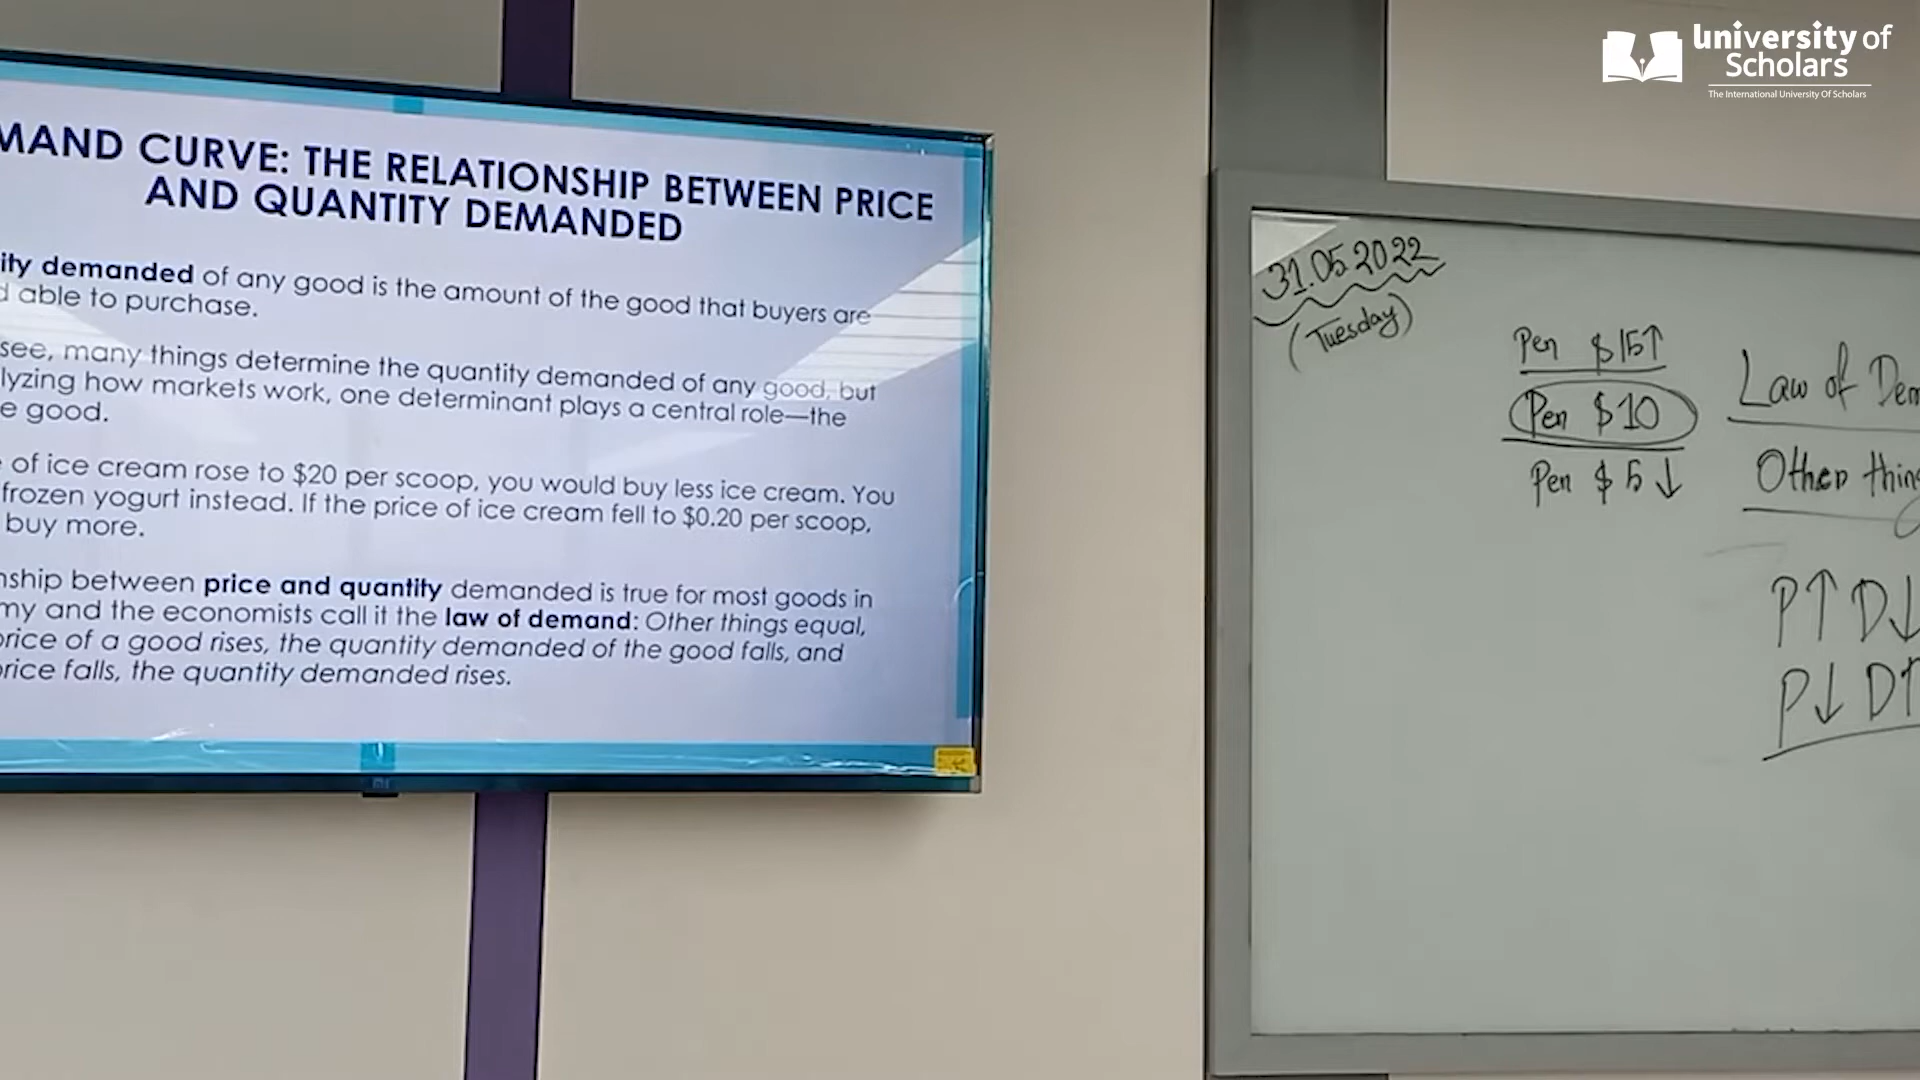 University of
Scholars
The International University Of Scholars
MAND CURVE: THE RELATIONSHIP BETWEEN PRICE
AND QUANTITY DEMANDED
ity demanded of any good is the amount of the good that buyers are
d able to purchase.
see, many things determine the quantity demanded of any good, but
lyzing how markets work, one determinant plays a central role—the
e good.
of ice cream rose to $20 per scoop, you would buy less ice cream. You
frozen yogurt instead. If the price of ice cream fell to $0.20 per scoop,
buy more.
nship between price and quantity demanded is true for most goods in
my and the economists call it the law of demand: Other things equal,
price of a good rises, the quantity demanded of the good falls, and
price falls, the quantity demanded rises.
mi
31.05.2022
(Tuesday)
Pen $15↑
Pen $10
Pen $5↓
Law of Dem
Other thing
P↑ D↓
P↓ D↑